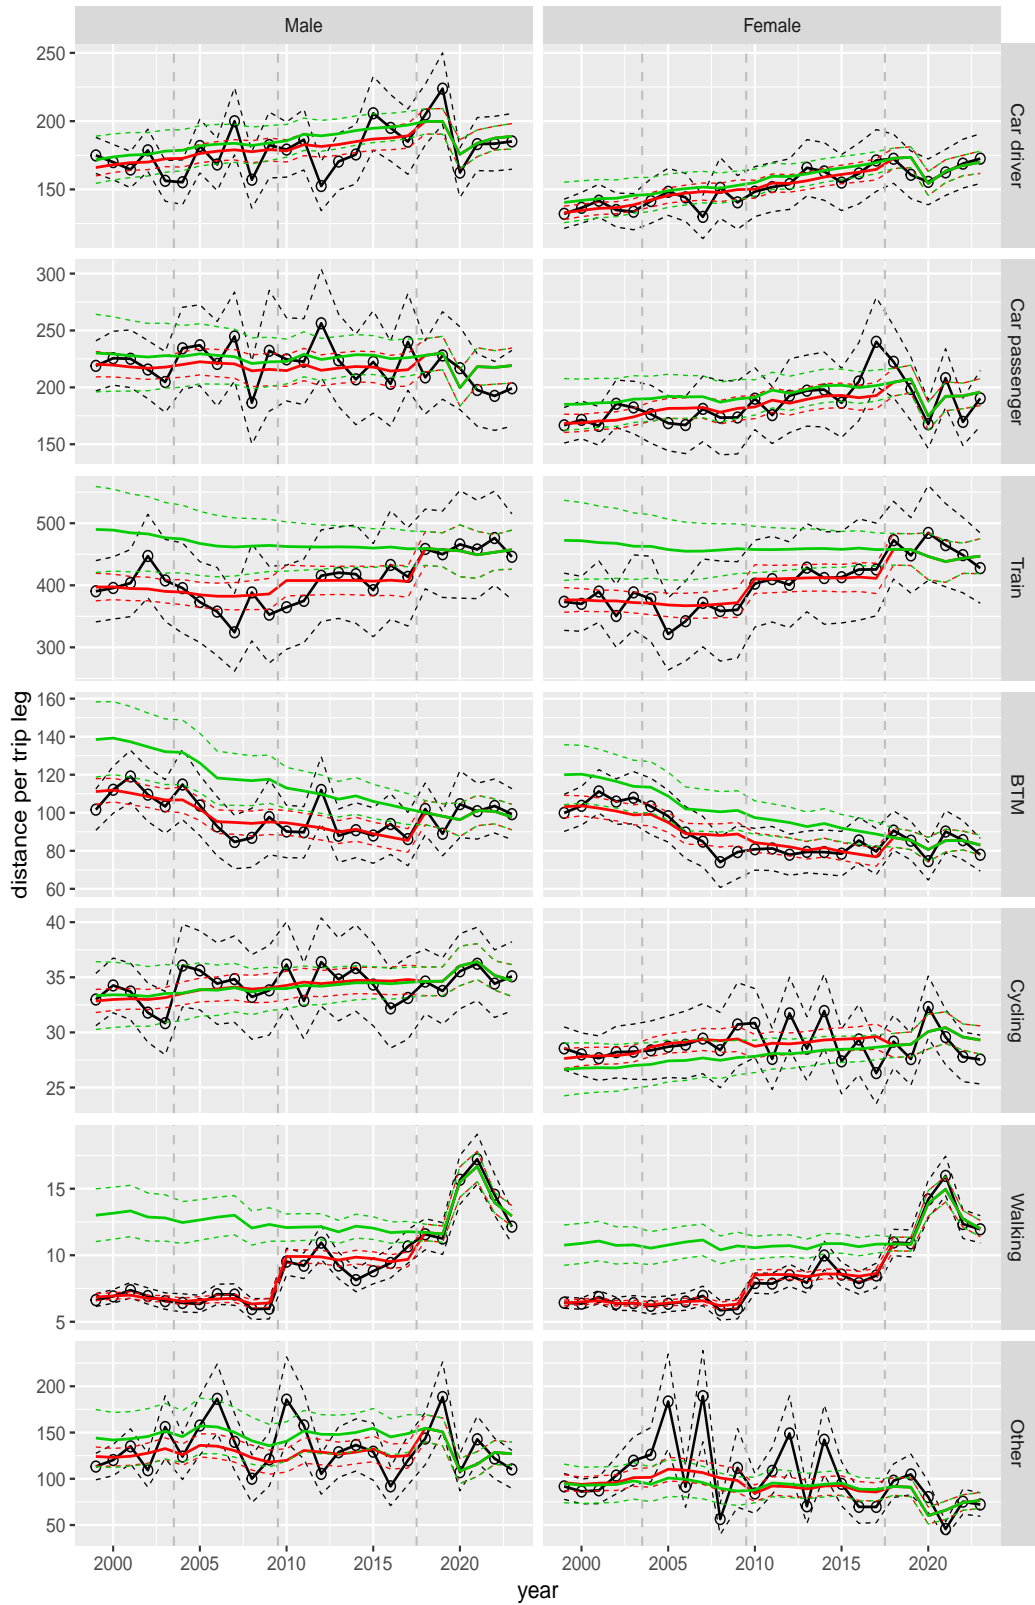 Male Female
250
200
150
Car driver
300
250
200
150
Car passenger
500
400
300
Train
160
140
120
100
80
60
BTM
distance per trip leg
40
35
30
25
Cycling
15
10
5
Walking
200
150
100
50
Other
2000 2005 2010 2015 2020 2000 2005 2010 2015 2020
year